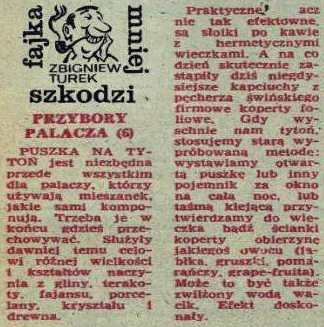 fajka
mniej
ZBIGNIEW
TUREK
szkodzi
PRZYBORY
PALACZA (6)
PUSZKA NA TY-
TOŃ jest niezbędna
przede wszystkim
dla palaczy, którzy
używają mieszanek,
jakie sami kompo-
nują. Trzeba je w
końcu gdzieś prze-
chowywać. Służyły
dawniej temu celo-
wi różnej wielkości
i kształtów naczy-
nia z gliny, terako-
ty, fajansu, porce-
lany, kryształu i
drewna.
Praktyczne, acz
nie tak efektowne,
są słoiki po kawie
z hermetycznymi
wieczkami. A na co
dzień skutecznie za-
stąpiły dziś niegdy-
siejsze kapciuchy z
pęcherza świńskiego
firmowe koperty fo-
liowe. Gdy wy-
schnie nam tytoń,
stosujemy starą wy-
próbowaną metodę:
wystawiamy otwar-
tą puszkę lub inny
pojemnik za okno
na całą noc, lub
taśmą klejącą przy-
twierdzamy do wie-
czka bądź ścianki
koperty obierzynę
jakiegoś owocu (ja-
błka, gruszki, poma-
rańczy, grape-fruita).
Może to być także
zwilżony wodą wa-
cik. Efekt dosko-
nały.